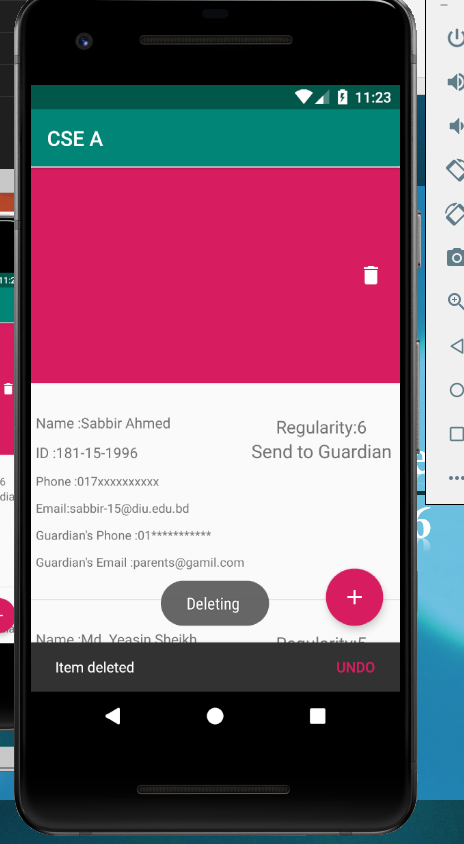 11:23
CSE A
Name :Sabbir Ahmed
Regularity:6
ID :181-15-1996
Send to Guardian
Phone :017xxxxxxxxxx
Email:sabbir-15@diu.edu.bd
Guardian's Phone :01***********
Guardian's Email :parents@gamil.com
Deleting
Name :Md. Yeasin Sheikh
Regularity:5
Item deleted
UNDO